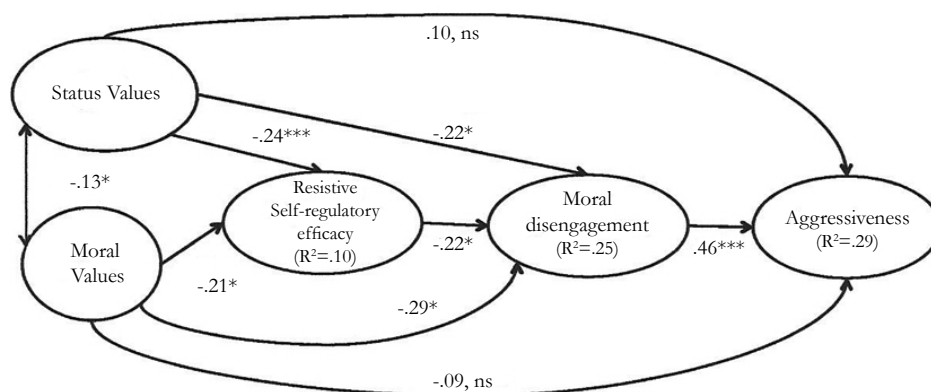 .10, ns
Status Values
-.24***
-.22*
-.13*
Resistive
Self-regulatory
efficacy
(R²=.10)
Moral
disengagement
(R²=.25)
Aggressiveness
(R²=.29)
Moral
Values
-.22*
.46***
-.21*
-.29*
-.09, ns